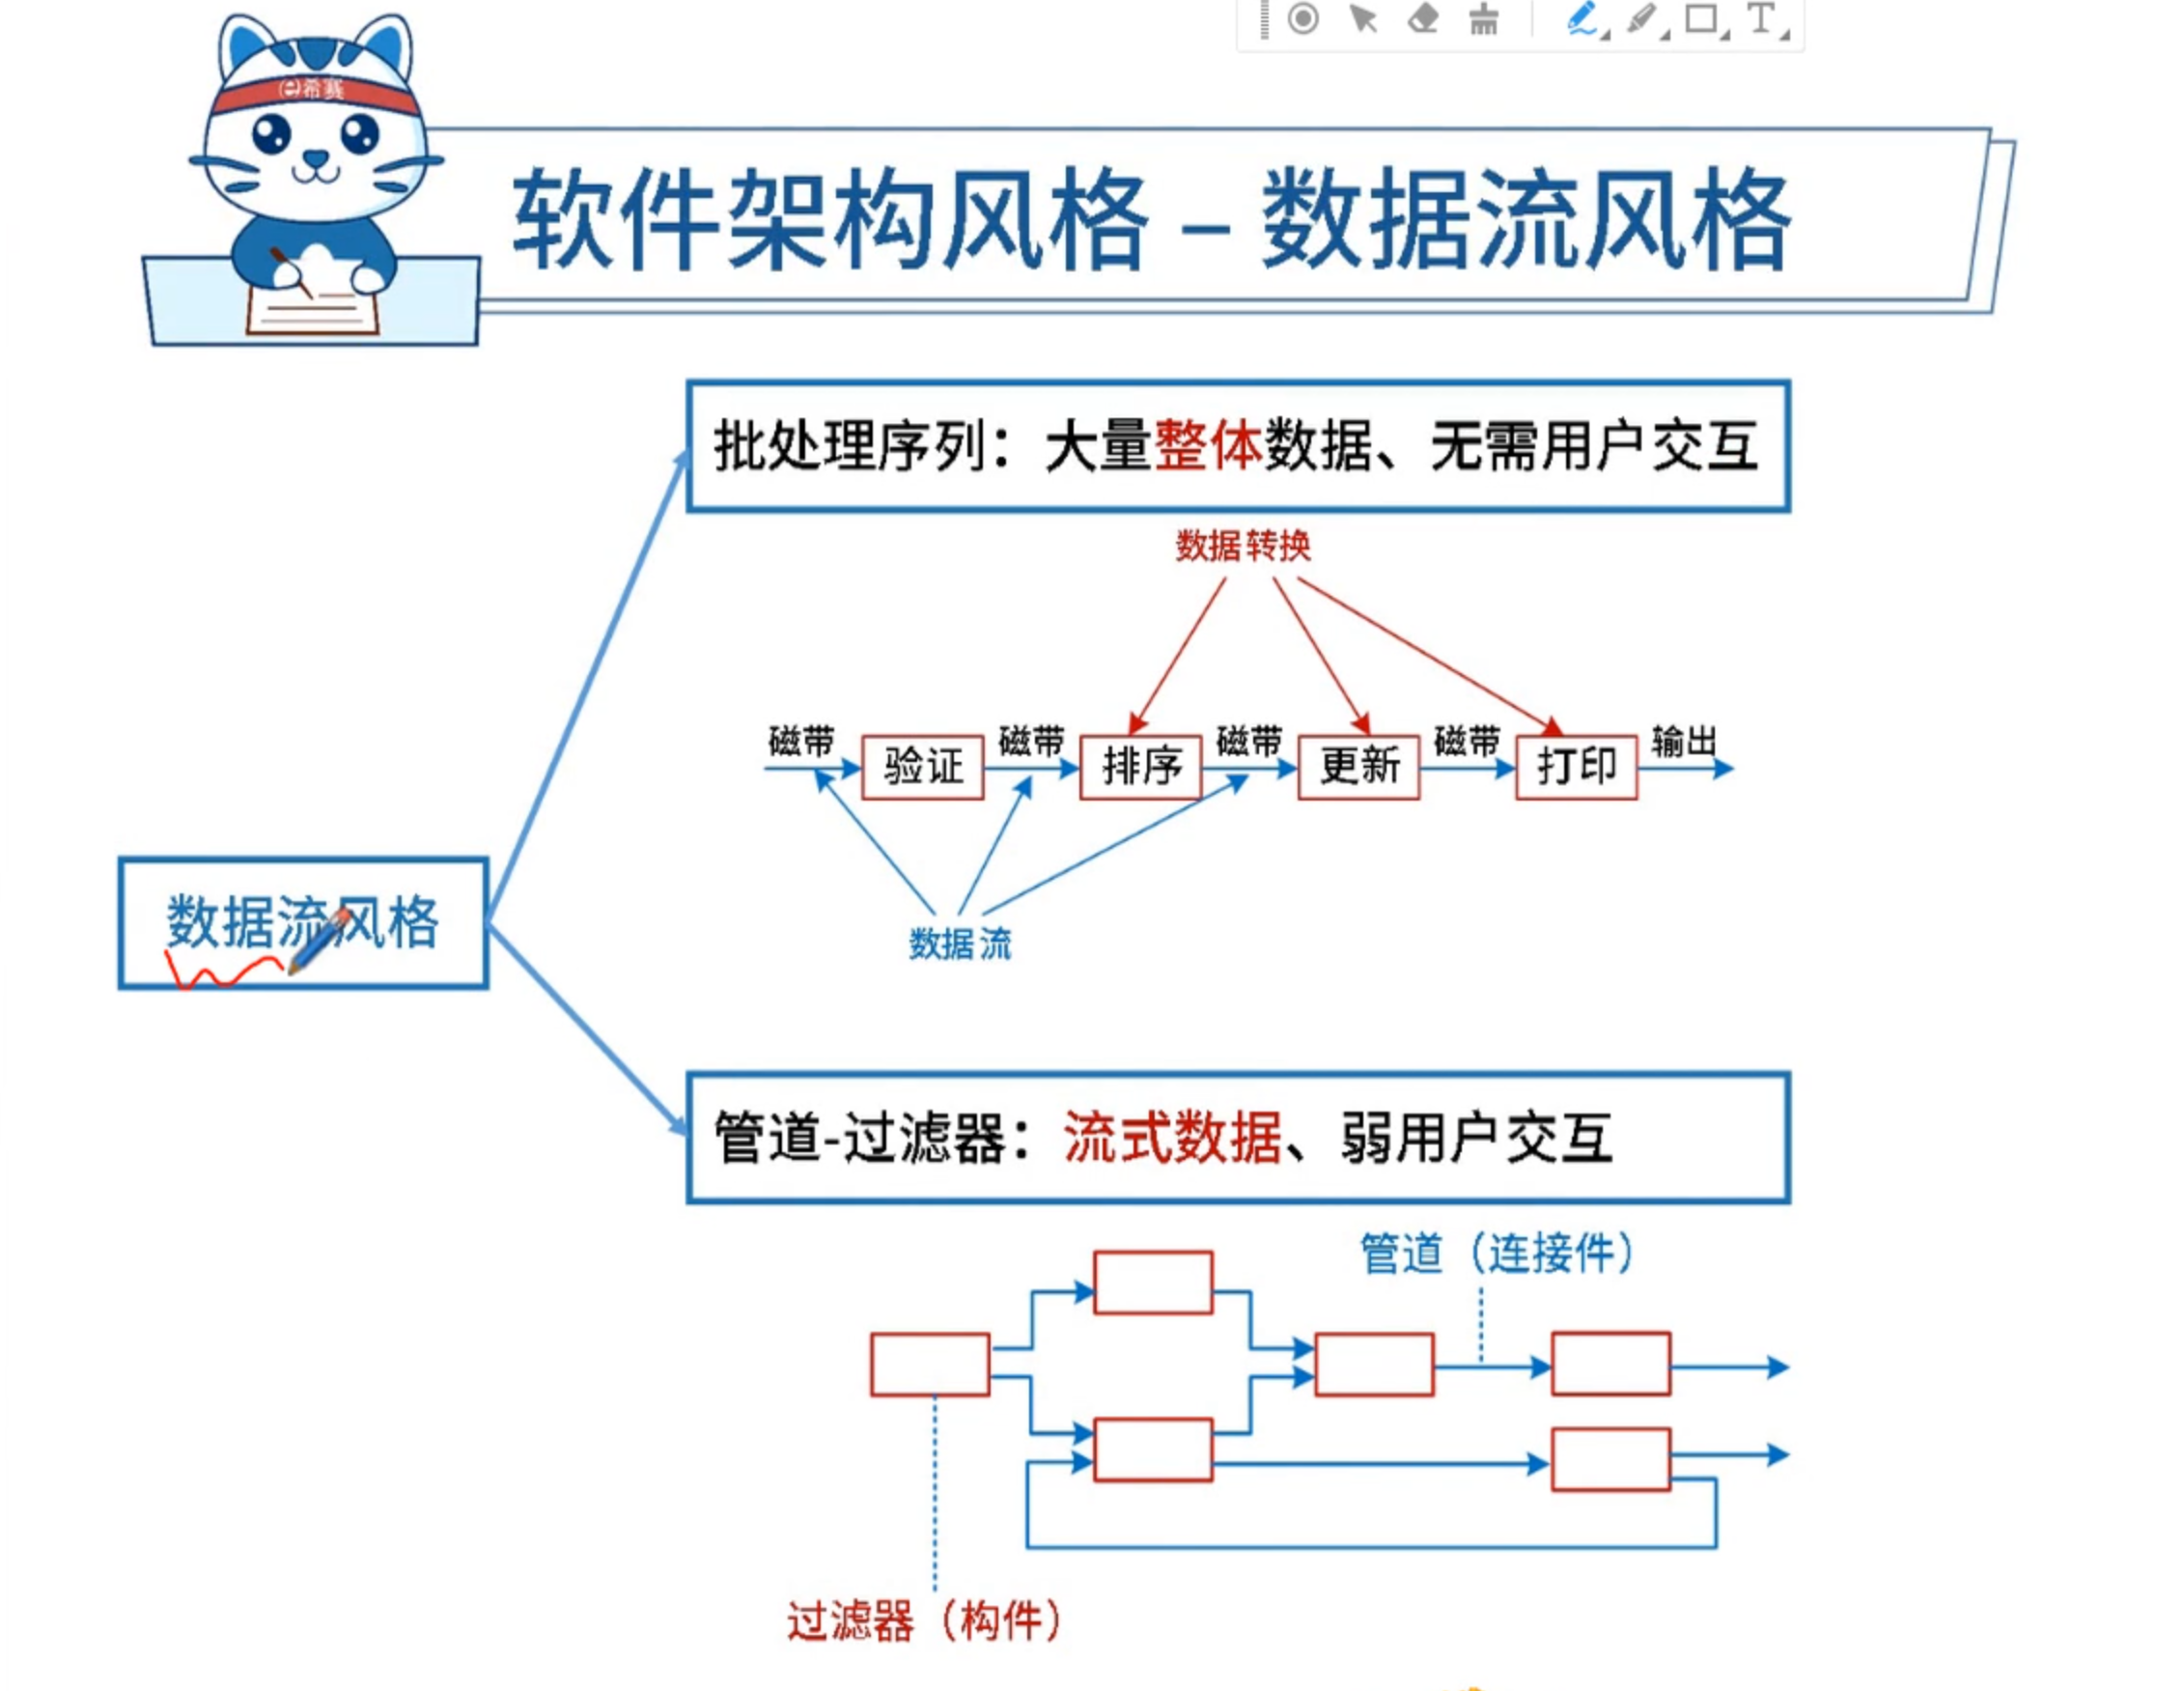 希赛
T
软件架构风格 – 数据流风格
批处理序列：大量整体数据、无需用户交互
数据转换
磁带 验证 磁带 排序 磁带 更新 磁带 打印 输出
数据流
数据流风格
管道-过滤器：流式数据、弱用户交互
管道（连接件）
过滤器（构件）